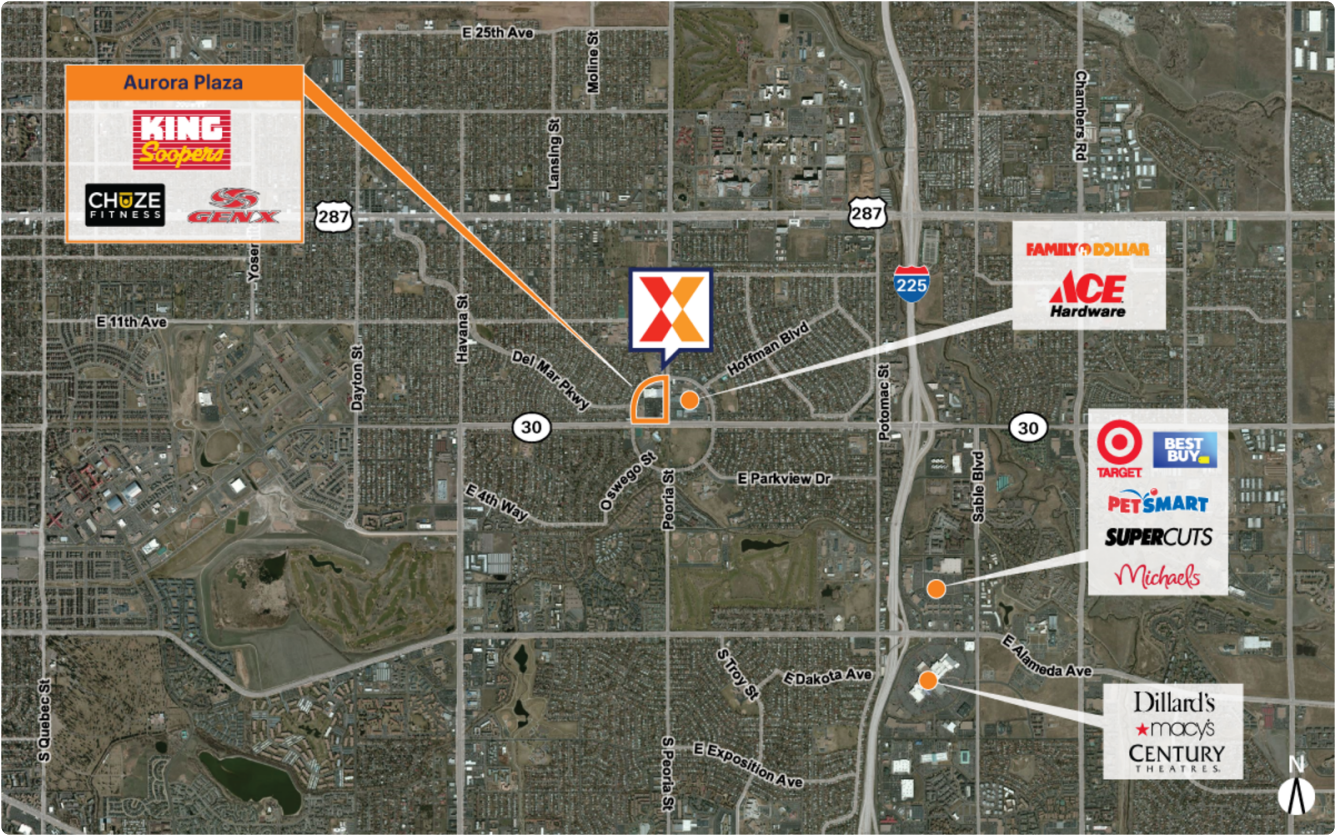 E 25th Ave
Moline St
Aurora Plaza
KING
Soopers
CHUZE
FITNESS
GENX
Lansing St
Chambers Rd
287
287
225
FAMILY DOLLAR
ACE
Hardware
E 11th Ave
Havana St
Dayton St
Del Mar Pkwy
Hoffman Blvd
Potomac St
30
30
TARGET
BEST
BUY
PETSMART
SUPERCUTS
Michaels
Oswego St
Peoria St
E Parkview Dr
E 4th Way
Sable Blvd
S Quebec St
S Troy St
E Dakota Ave
E Alameda Ave
S Peoria St
E Exposition Ave
Dillard's
macy's
CENTURY
THEATRES
N